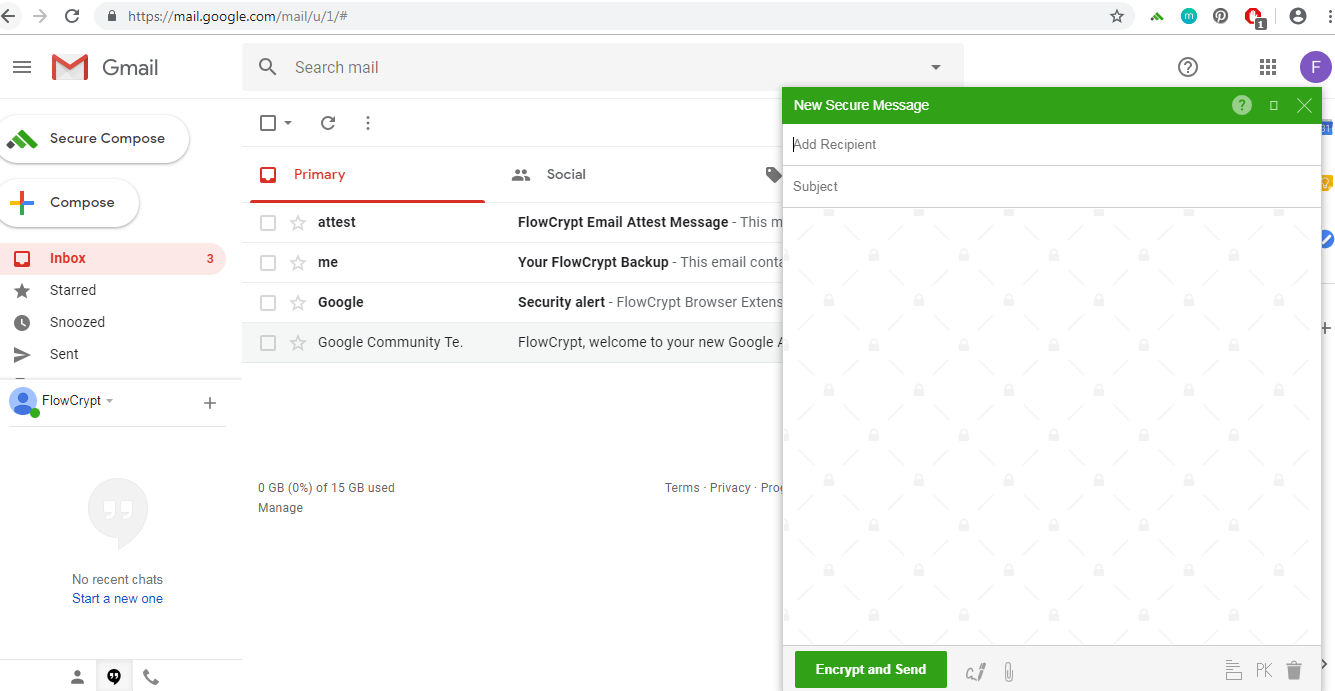 https://mail.google.com/mail/u/1/#
m
1
Gmail
Search mail
F
Secure Compose
Compose
Inbox 3
Starred
Snoozed
Sent
FlowCrypt
No recent chats
Start a new one
Primary
Social
attest FlowCrypt Email Attest Message - This m
me Your FlowCrypt Backup - This email conta
Google Security alert - FlowCrypt Browser Extens
Google Community Te. FlowCrypt, welcome to your new Google A
0 GB (0%) of 15 GB used
Manage
Terms · Privacy · Prog
New Secure Message
?
Add Recipient
Subject
Encrypt and Send
PK